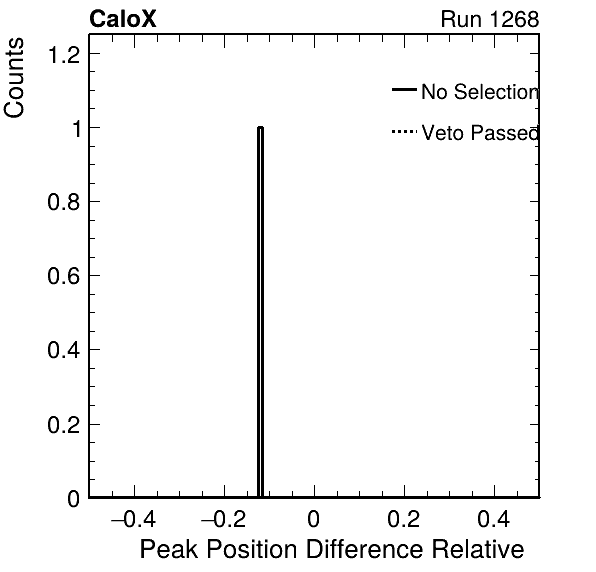 CaloX Run 1268
Counts
1.2
1
0.8
0.6
0.4
0.2
0
No Selection
Veto Passed
−0.4 −0.2 0 0.2 0.4
Peak Position Difference Relative